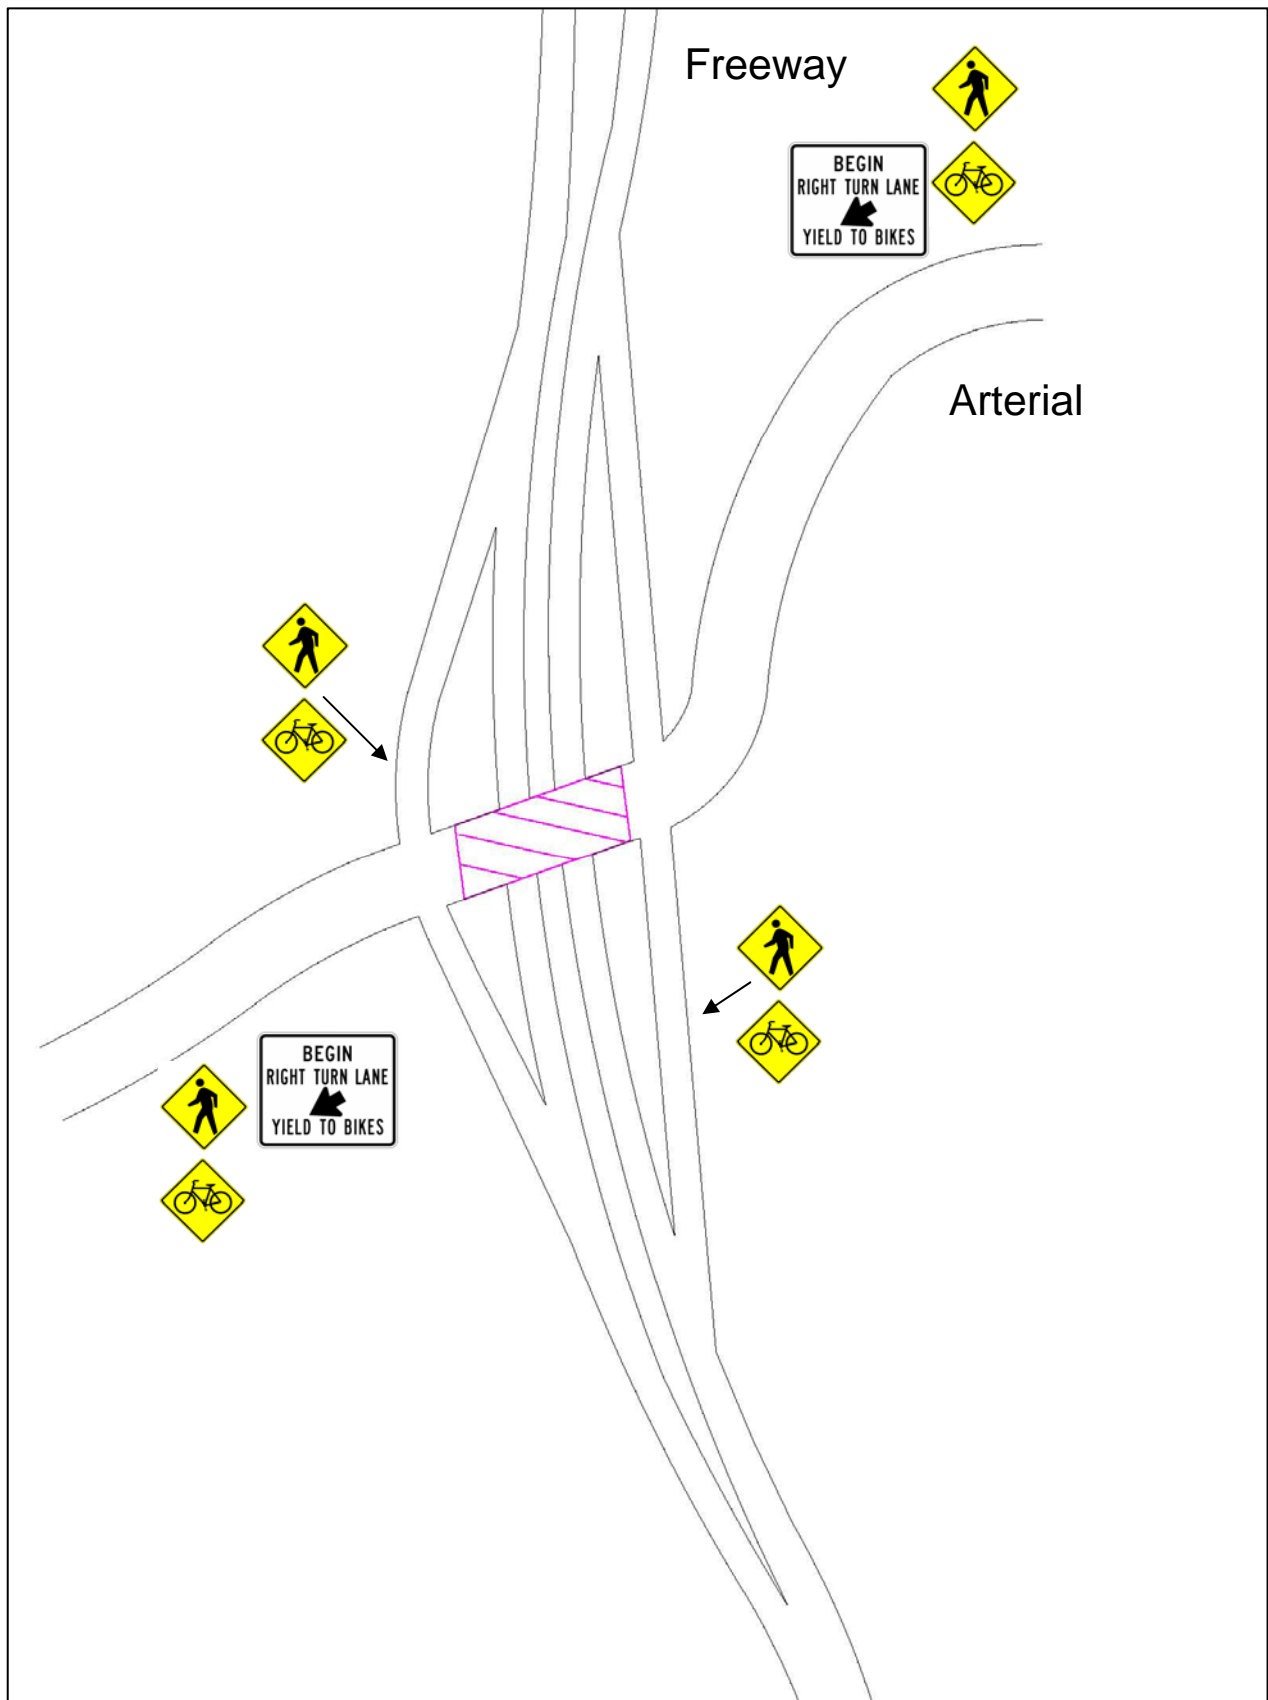 Freeway
BEGIN
RIGHT TURN LANE
YIELD TO BIKES
Arterial
BEGIN
RIGHT TURN LANE
YIELD TO BIKES